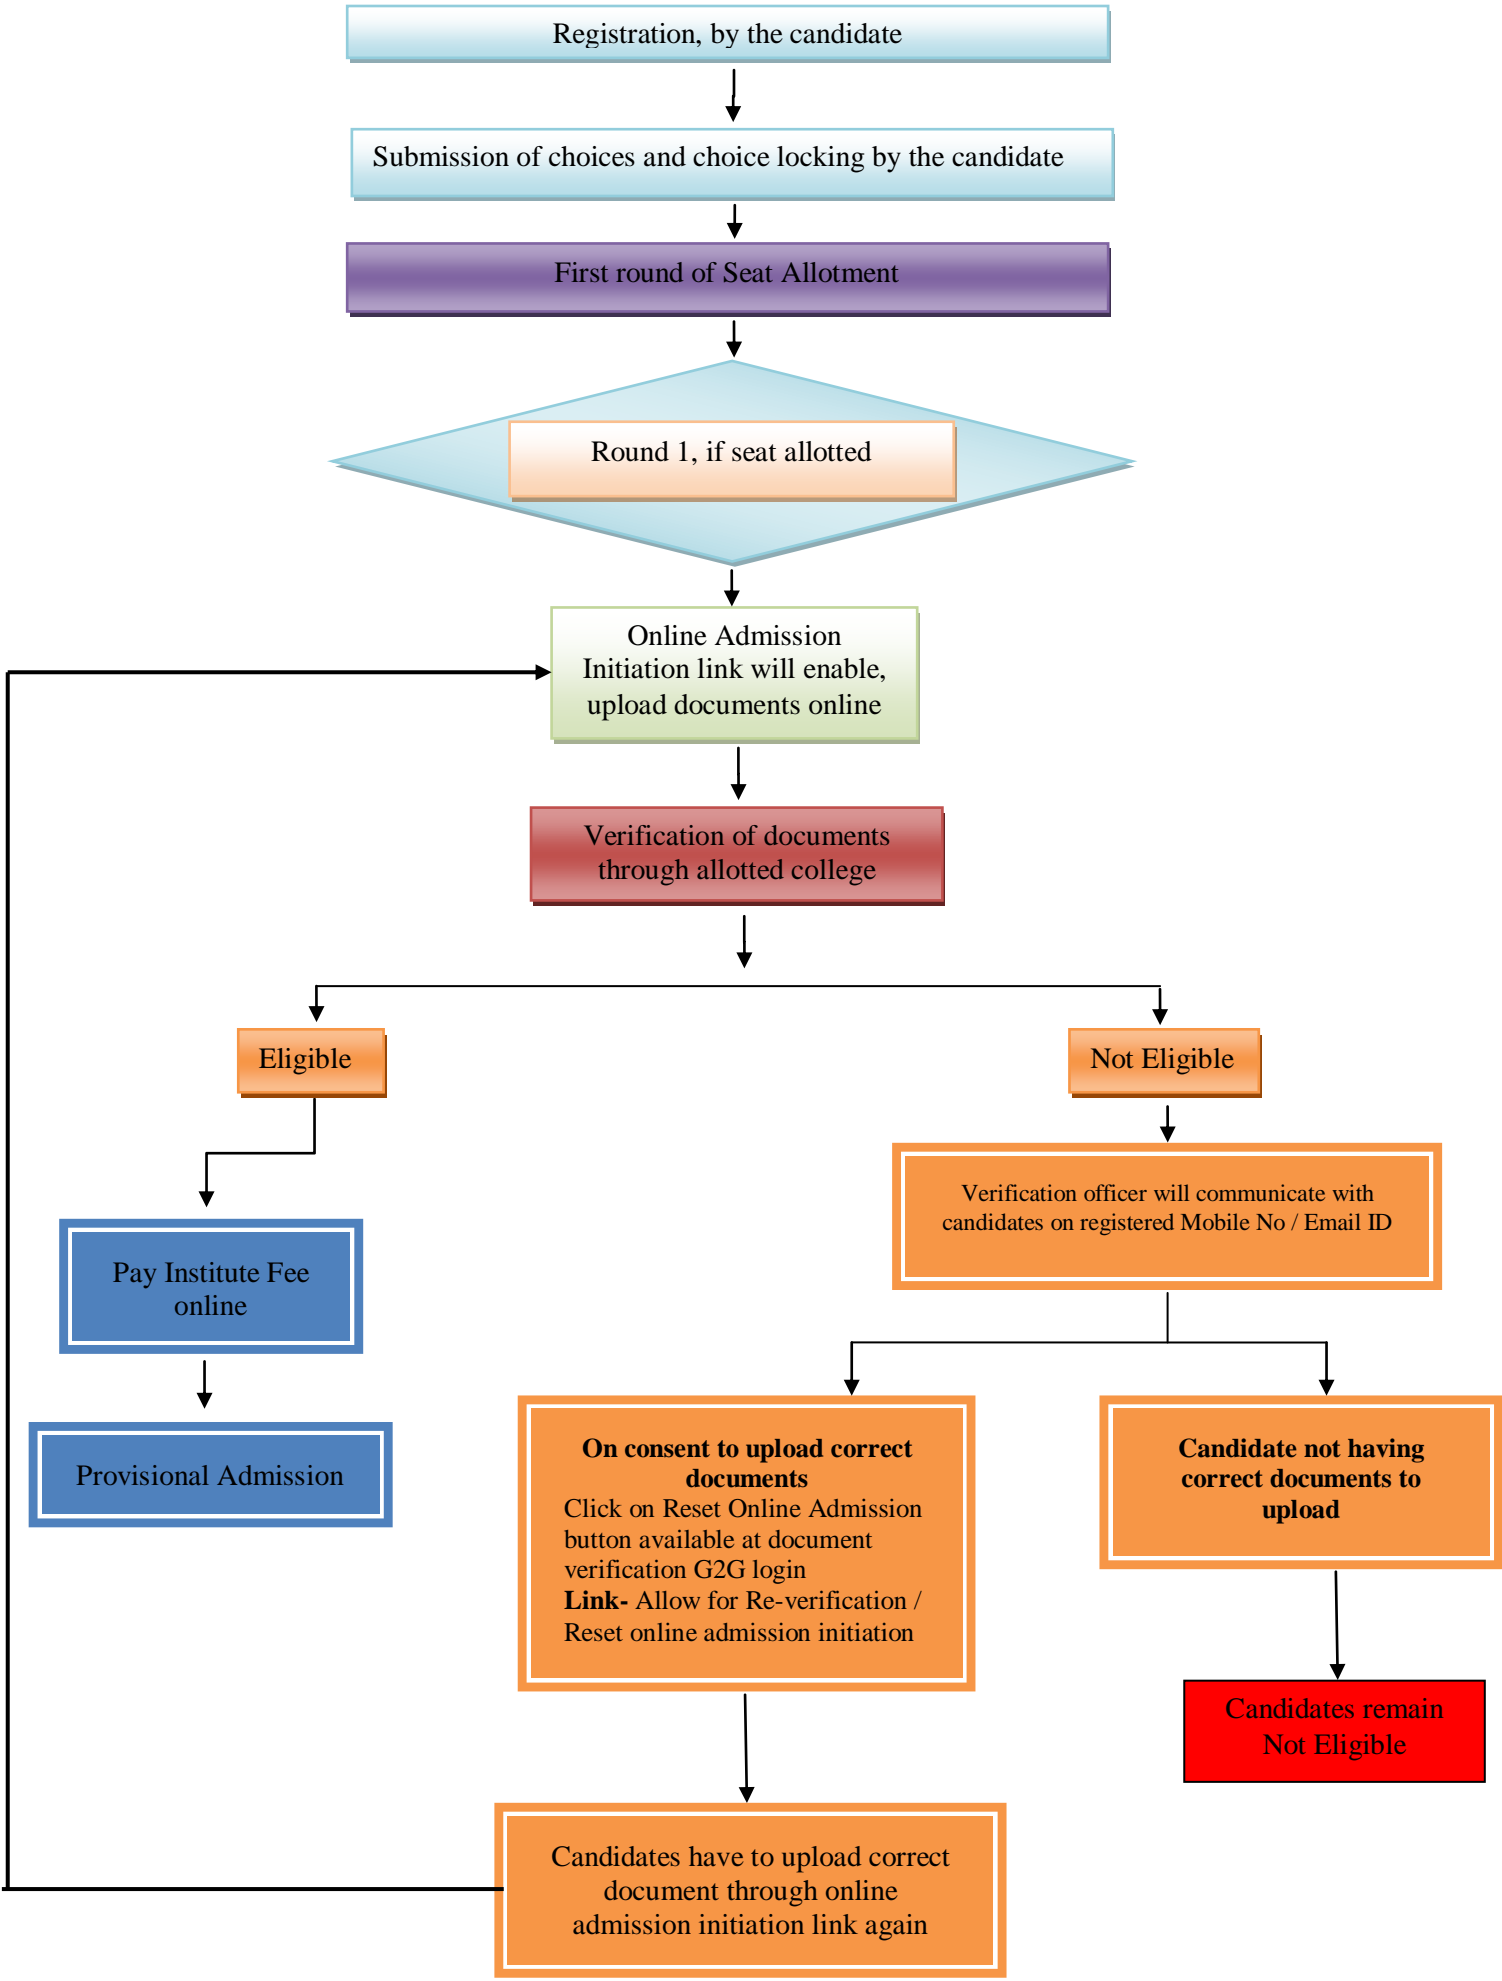 Registration, by the candidate
Submission of choices and choice locking by the candidate
First round of Seat Allotment
Round 1, if seat allotted
Online Admission
Initiation link will enable,
upload documents online
Verification of documents
through allotted college
Eligible
Not Eligible
Verification officer will communicate with
candidates on registered Mobile No / Email ID
Pay Institute Fee
online
Provisional Admission
On consent to upload correct
documents
Click on Reset Online Admission
button available at document
verification G2G login
Link- Allow for Re-verification /
Reset online admission initiation
Candidate not having
correct documents to
upload
Candidates remain
Not Eligible
Candidates have to upload correct
document through online
admission initiation link again